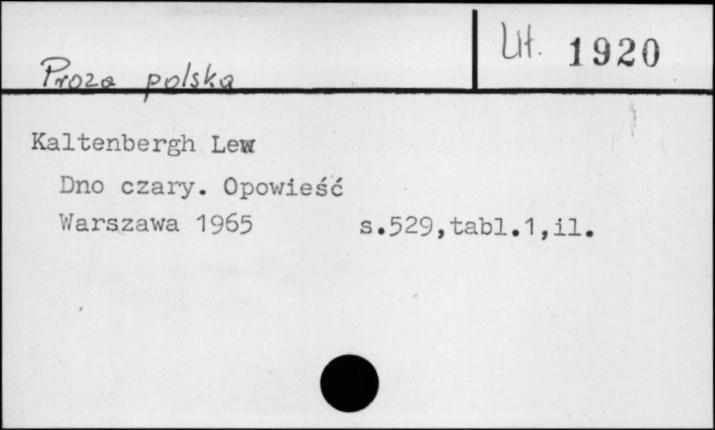 Proza polska
Lit. 1920
Kaltenbergh Lew
Dno czary. Opowieść
Warszawa 1965 s.529,tabl.1,il.